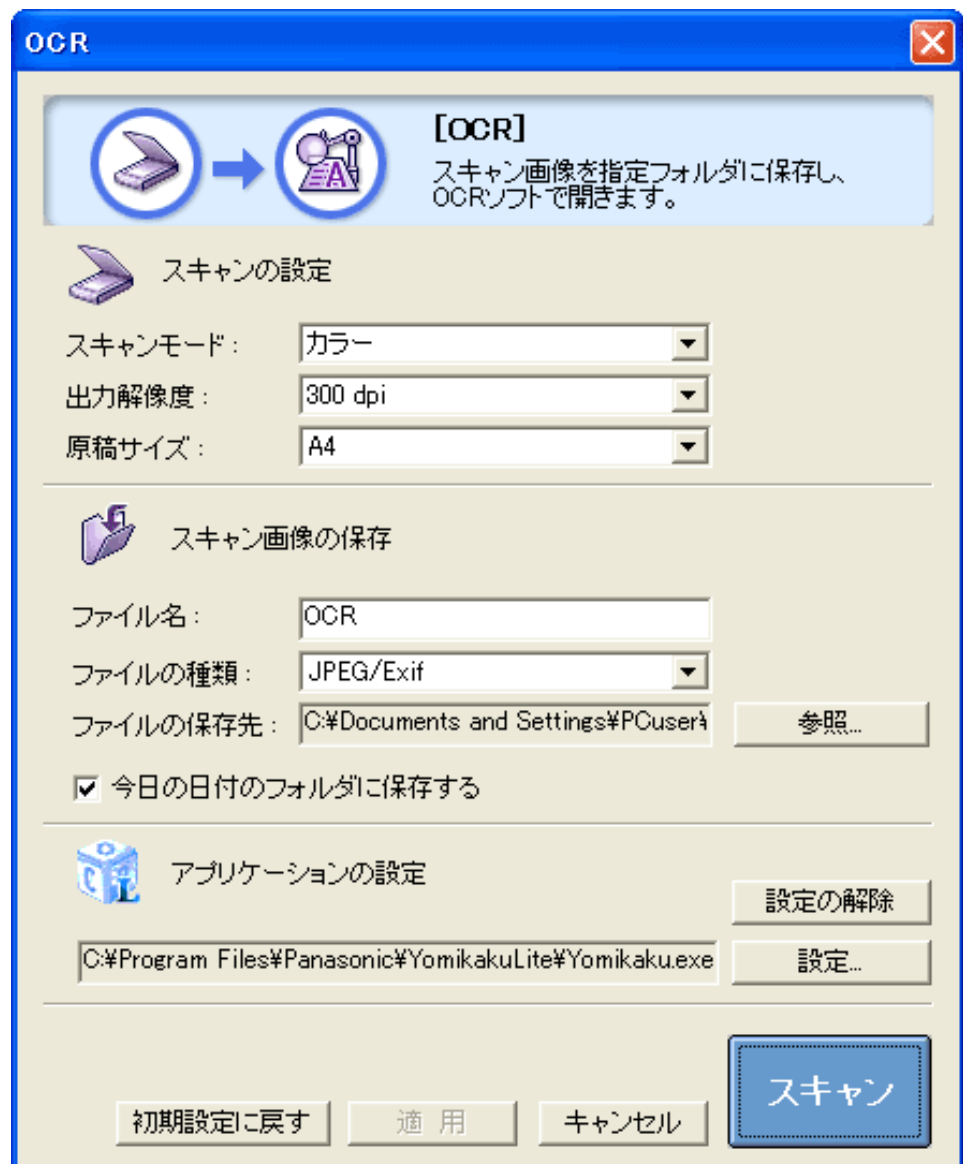 OCR
[OCR]
スキャン画像を指定フォルダに保存し、
OCRソフトで開きます。
スキャンの設定
スキャンモード： カラー
出力解像度： 300 dpi
原稿サイズ： A4
スキャン画像の保存
ファイル名： OCR
ファイルの種類： JPEG/Exif
ファイルの保存先： C:¥Documents and Settings¥PCuser¥ 参照...
今日の日付のフォルダに保存する
アプリケーションの設定
設定の解除
C:¥Program Files¥Panasonic¥YomikakuLite¥Yomikaku.exe 設定...
スキャン
初期設定に戻す 適 用 キャンセル